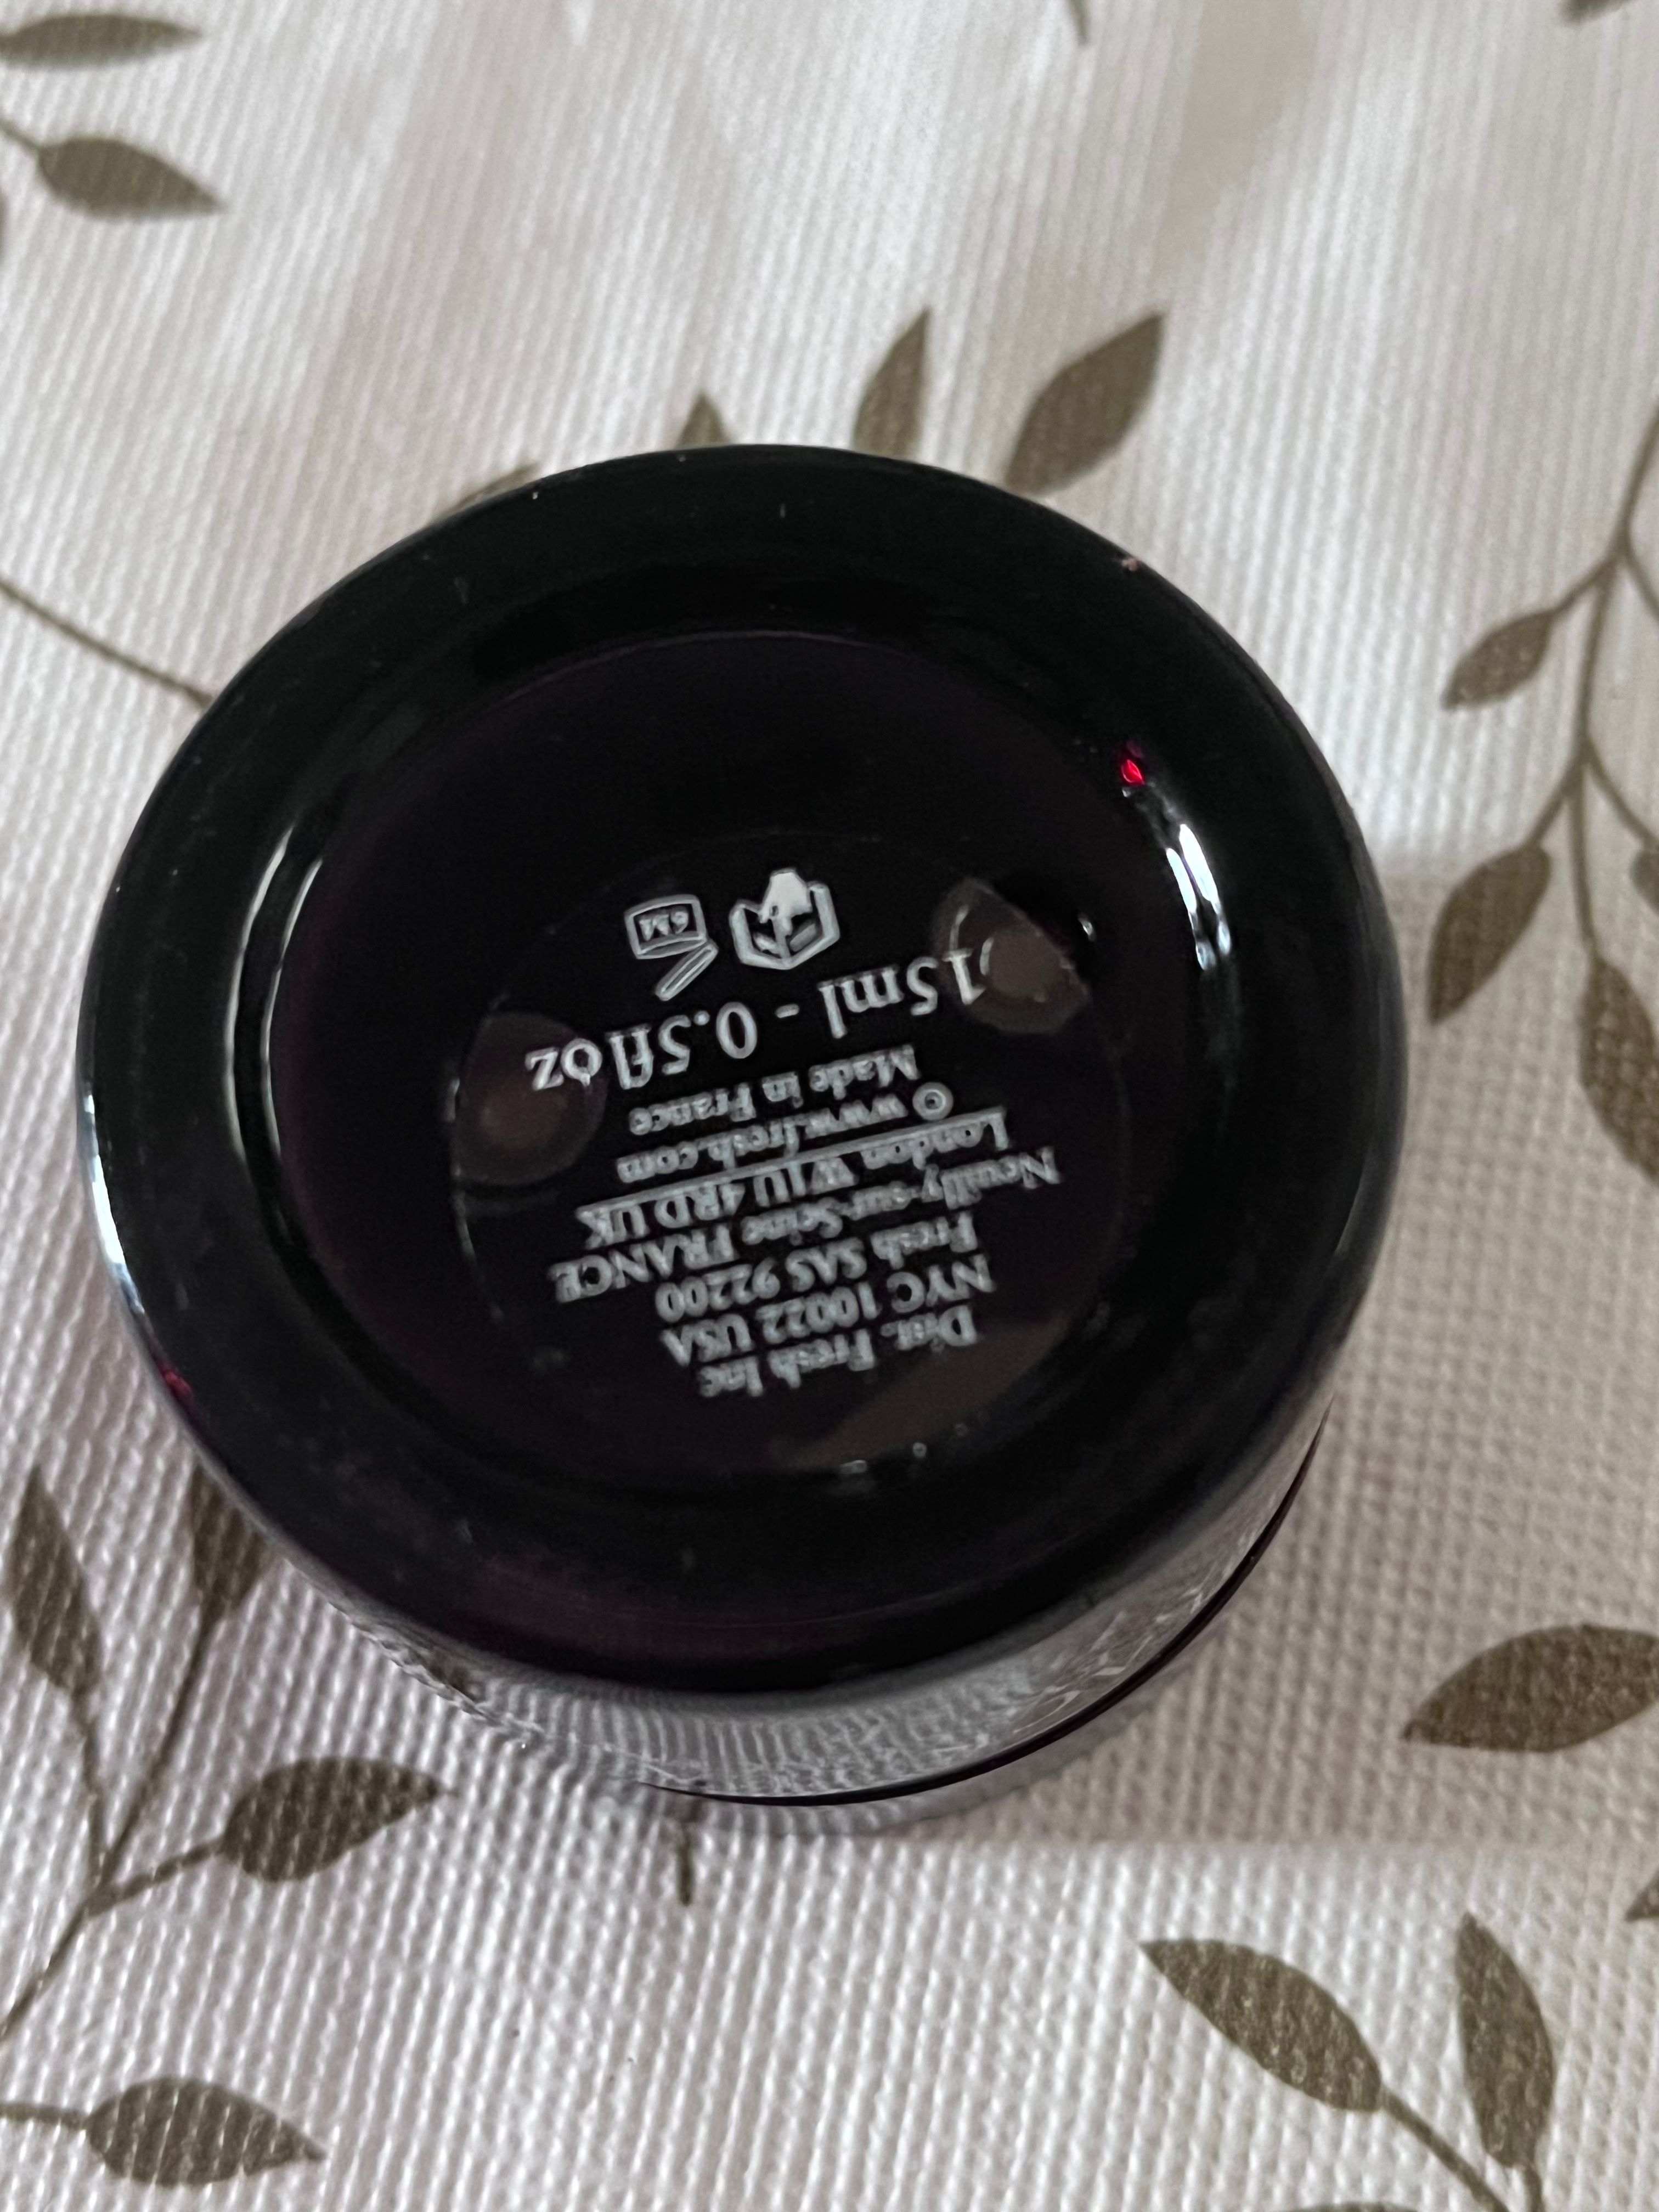 Dist. Fresh Inc
NYC 10022 USA
Fresh SAS 92200
Neuilly-sur-Seine FRANCE
London W1U 4RD UK
© www.fresh.com
Made in France
15ml - 0.5fl oz
6M